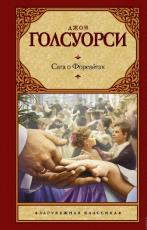 ДЖОН
ГОЛСУОРСИ
Сага о Форсайтах
«ЗАРУБЕЖНАЯ КЛАССИКА»